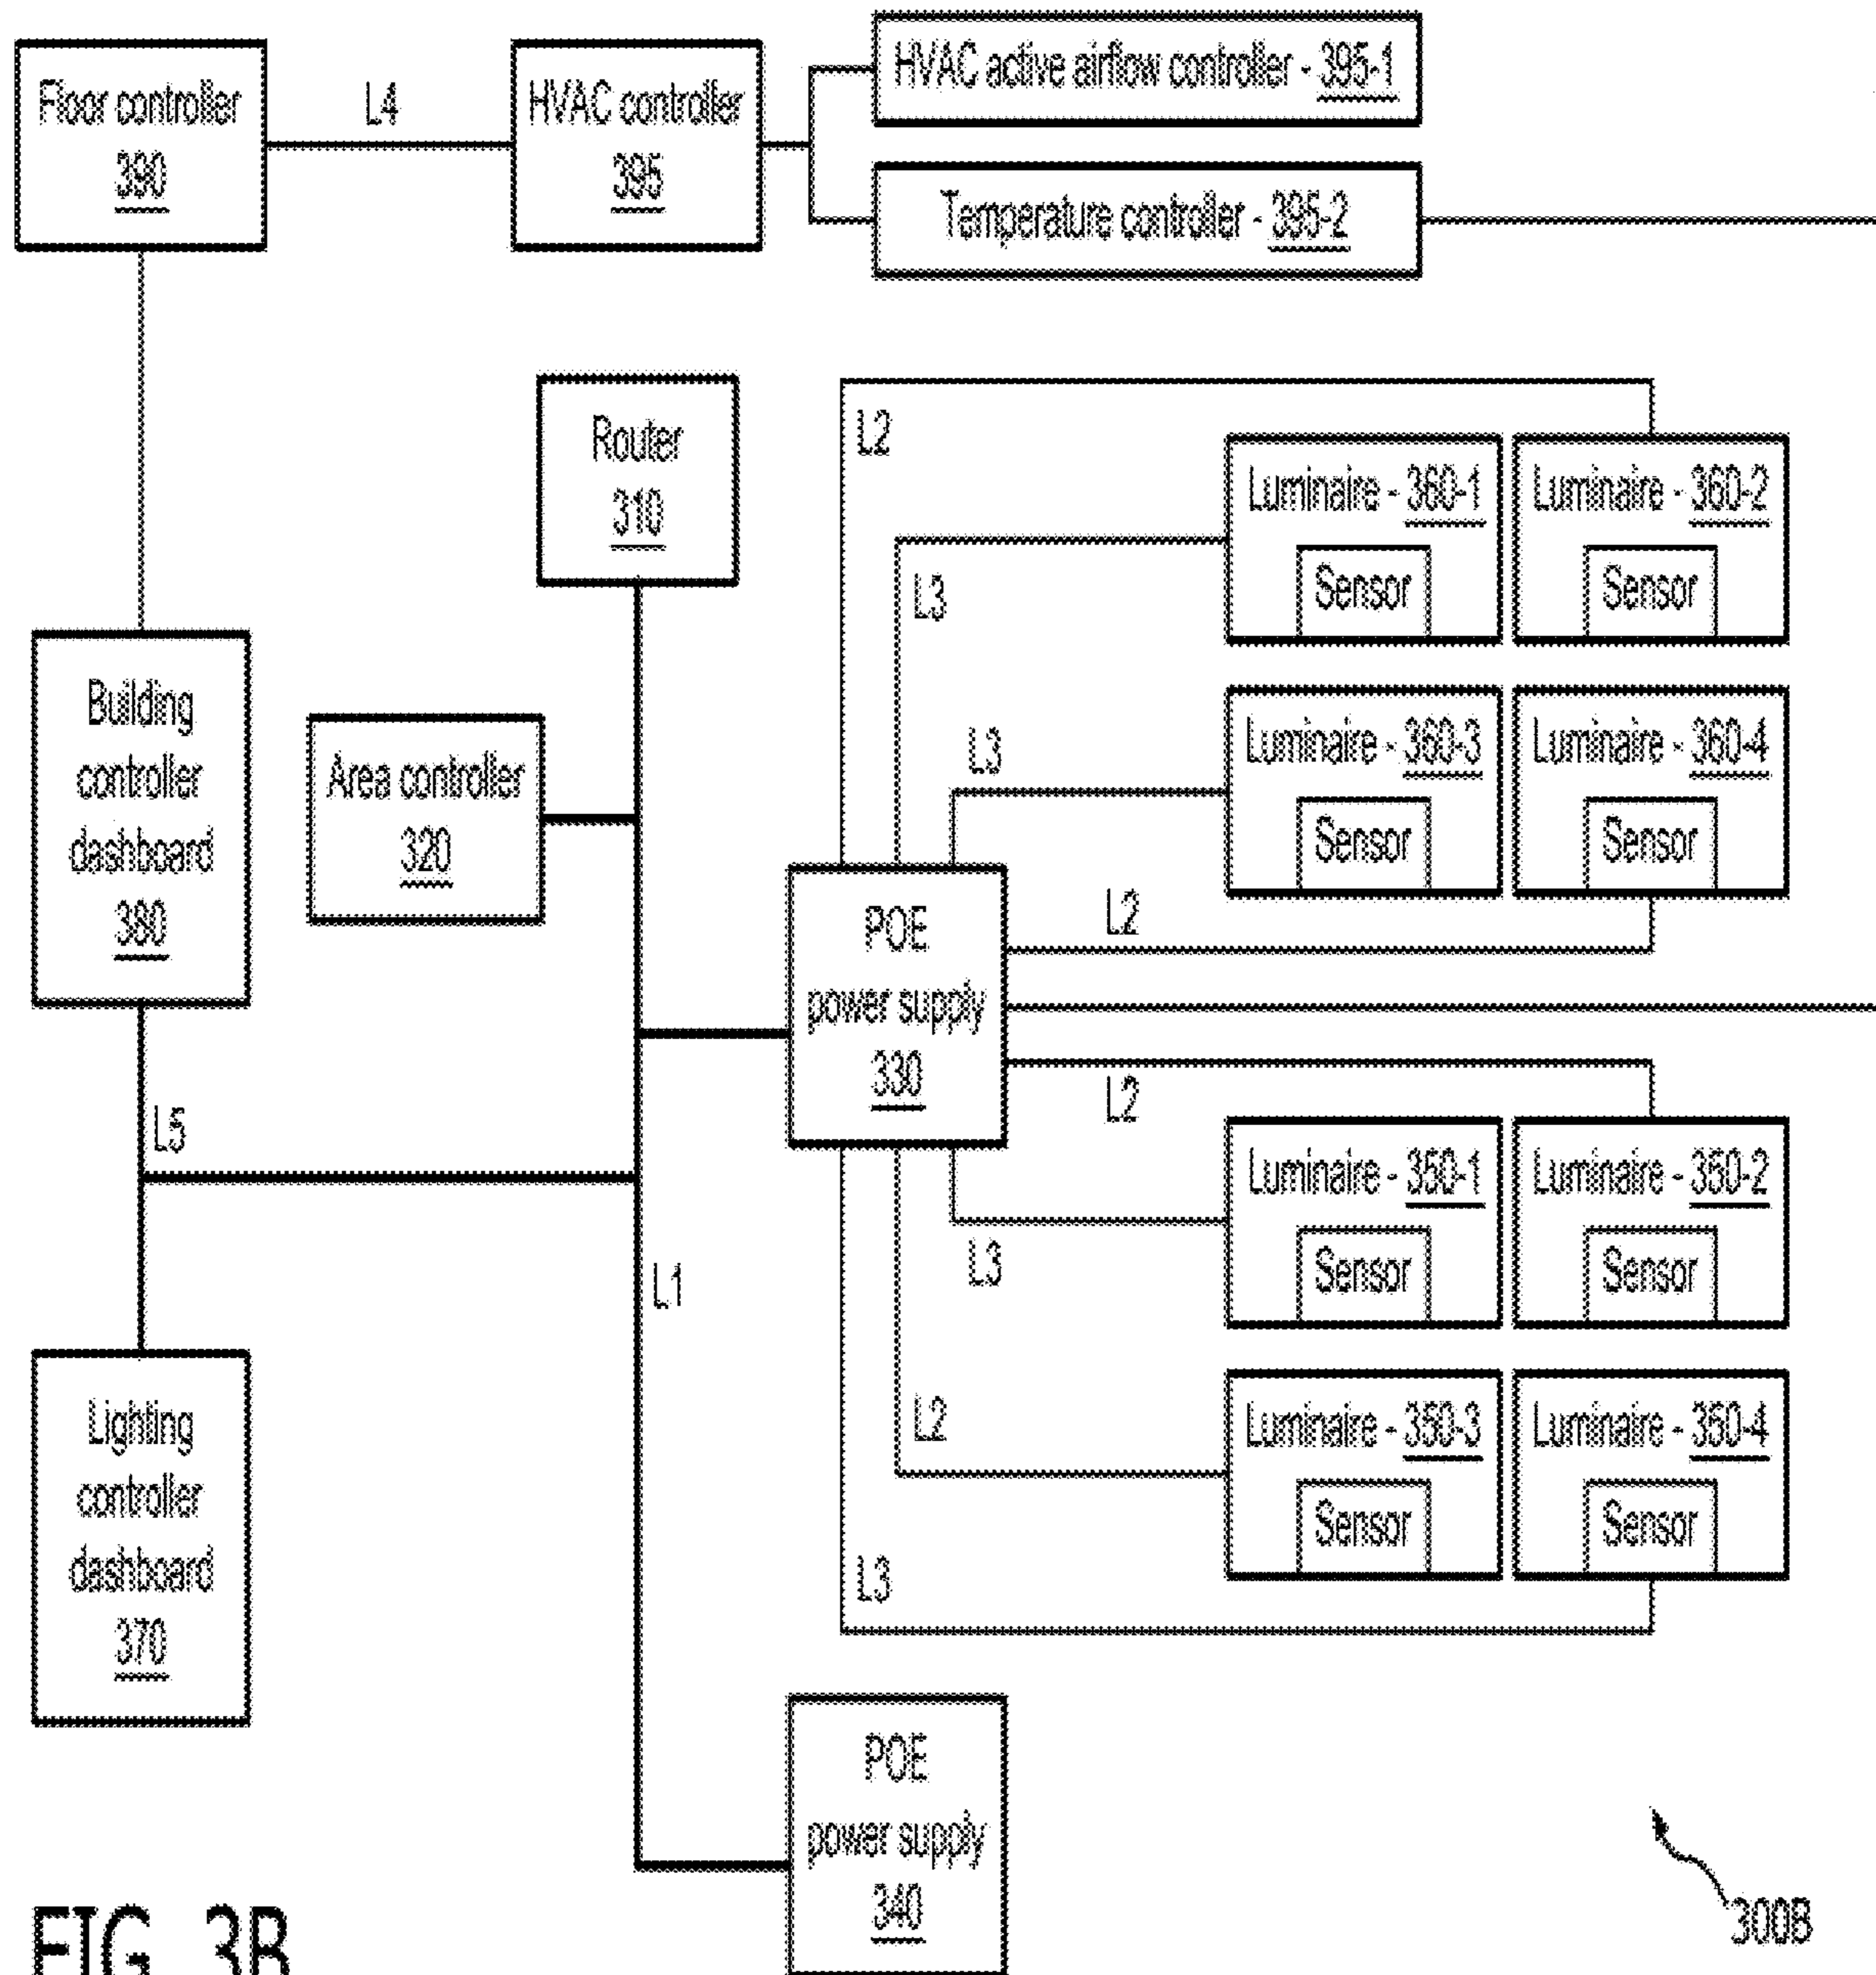 Floor controller
390
L4
HVAC controller
395
HVAC active airflow controller - 395-1
Temperature controller - 395-2
Router
310
L2
Luminaire - 360-1
Sensor
Luminaire - 360-2
Sensor
L3
Building
controller
dashboard
380
Area controller
320
L3
Luminaire - 360-3
Sensor
Luminaire - 360-4
Sensor
POE
power supply
330
L2
L2
L5
Luminaire - 350-1
Sensor
Luminaire - 350-2
Sensor
L3
L1
Lighting
controller
dashboard
370
L2
Luminaire - 350-3
Sensor
Luminaire - 350-4
Sensor
L3
POE
power supply
340
300B
FIG. 3B